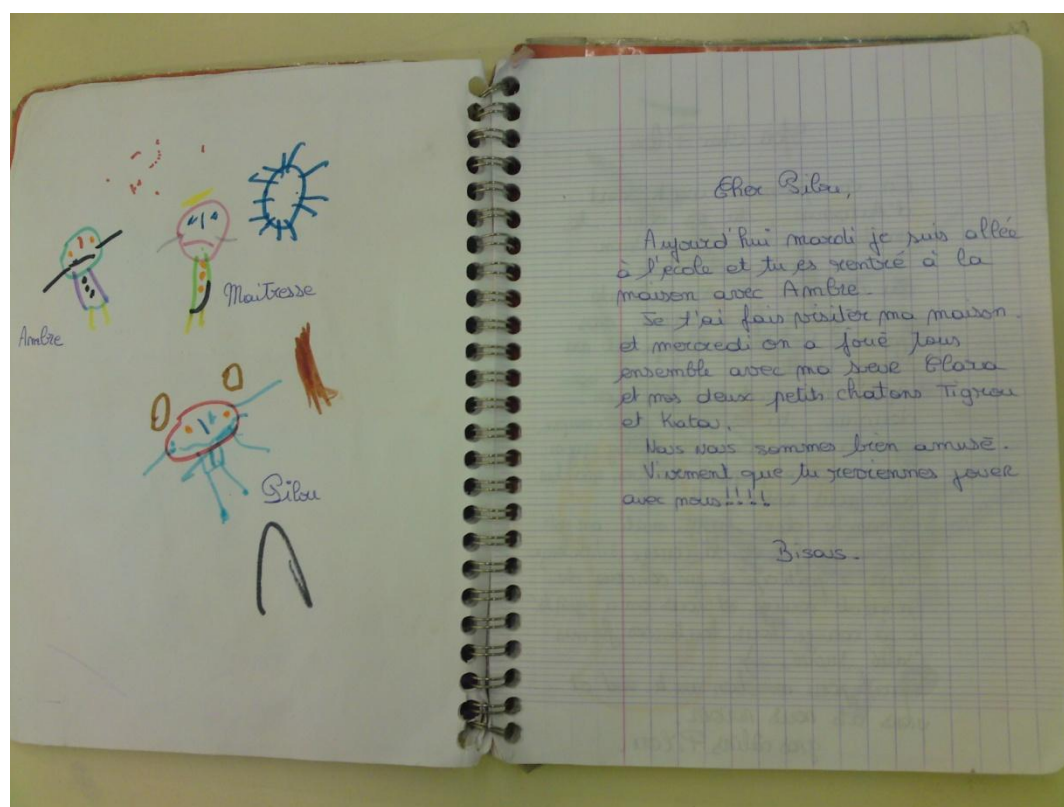 Maîtresse
Ambre
Pilou
Cher Pilou,
Aujourd'hui mardi je suis allée
à l'école et tu es rentré à la
maison avec Ambre.
Je t'ai fais visiter ma maison.
et mercredi on a joué tous
ensemble avec ma sœur Clara
et mes deux petits chatons Tigrou
et Kata.
Nous nous sommes bien amusé.
Vivement que tu reviennes jouer
avec nous!!!!
Bisous.